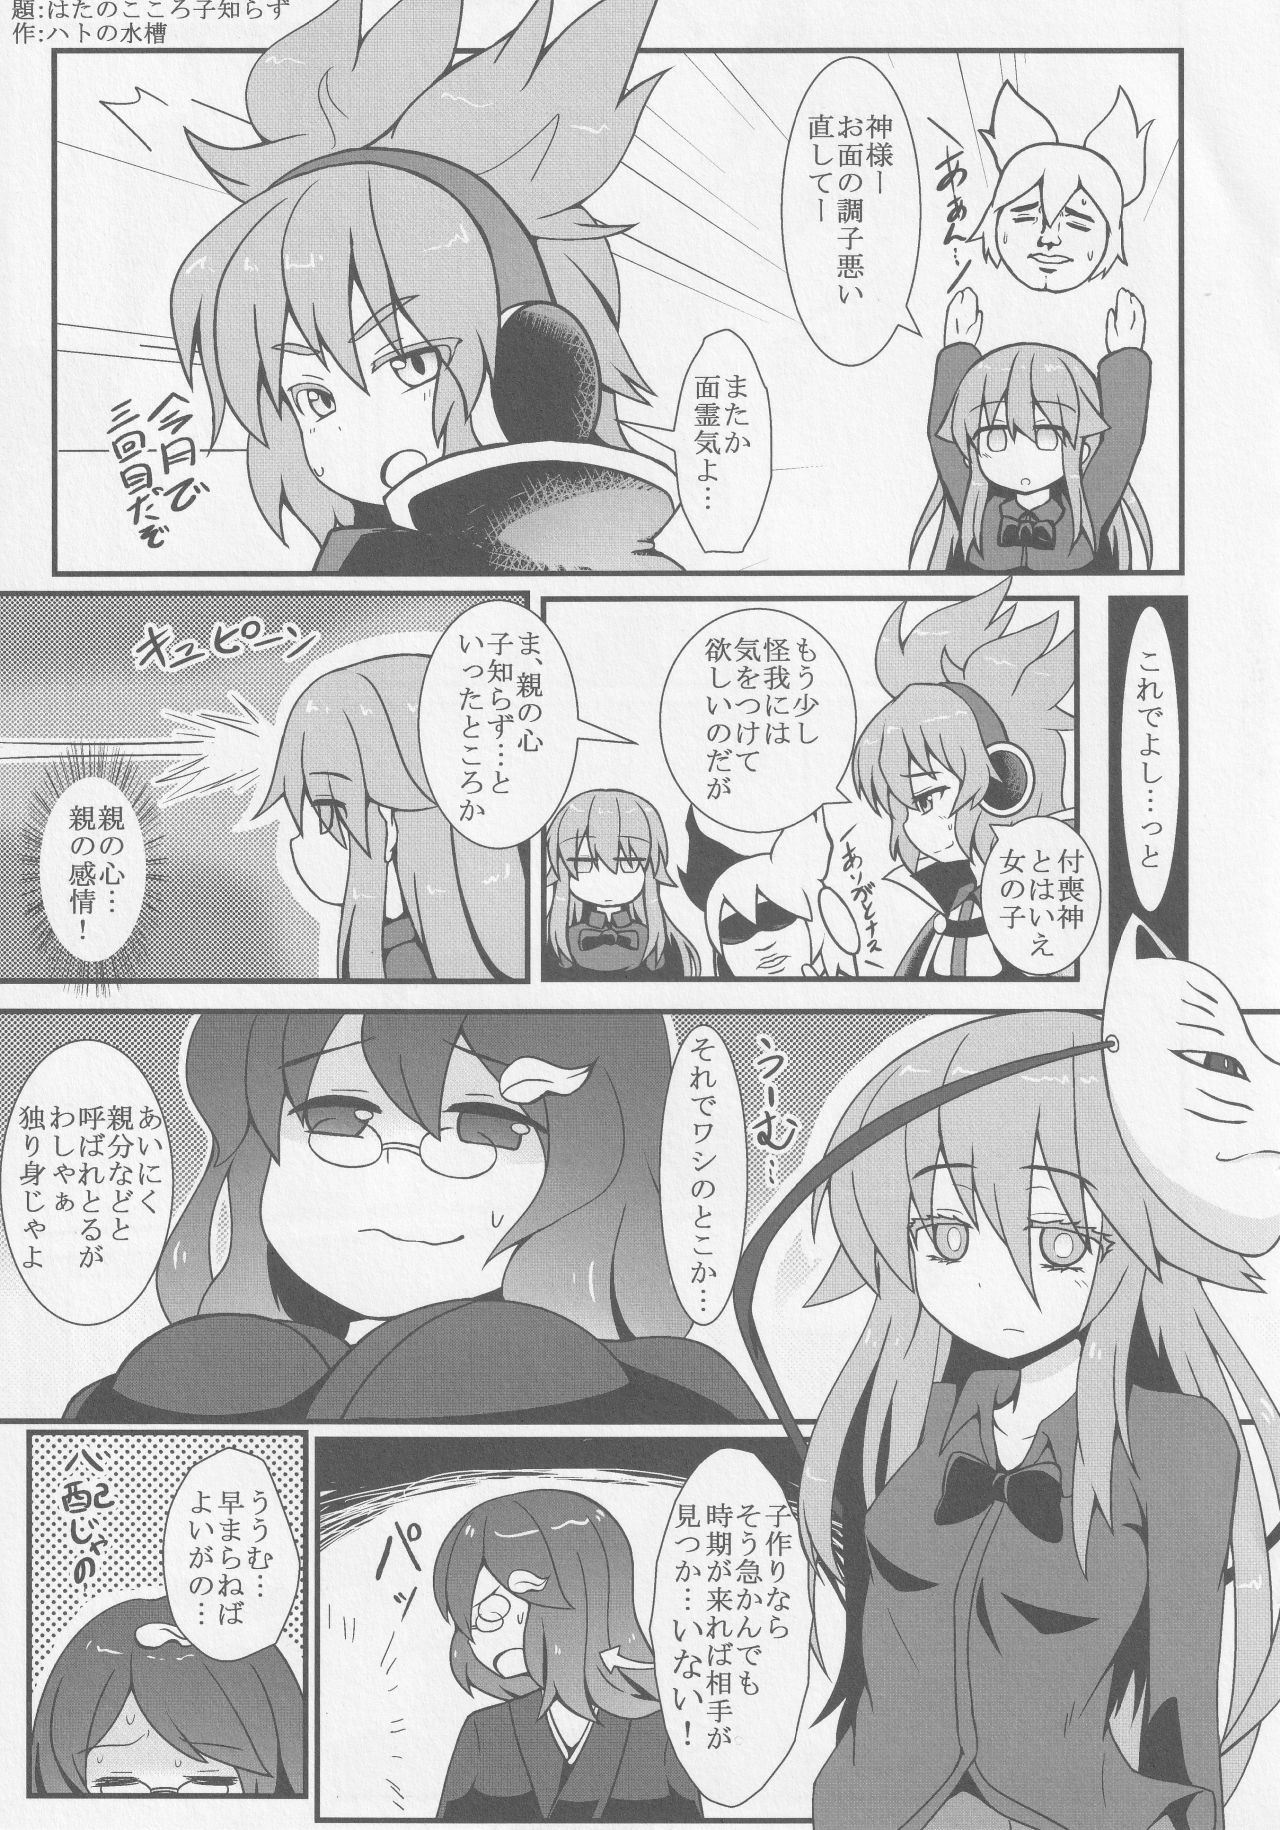 題:はたのこころ子知らず
作:ハトの水槽
神様ー
お面の調子悪い
直してー
あぁん…
またか
面霊気よ…
今月で
三回目だぞ
これでよし…っと
付喪神
とはいえ
女の子
もう少し
怪我には
気をつけて
欲しいのだが
ありがとナス
ま、親の心
子知らず…と
いったところか
キュピーン
親の心…
親の感情！
うーむ…
それでワシのとこか…
あいにく
親分などと
呼ばれとるが
わしゃぁ
独り身じゃよ
子作りなら
そう急かんでも
時期が来れば相手が
見つか…いない！
バッ
ううむ…
早まらねば
よいがの…
心配じゃの…